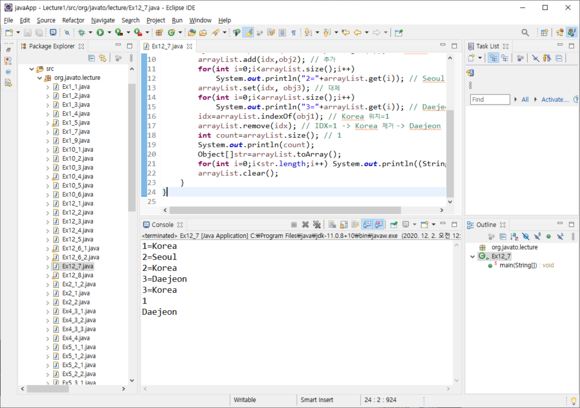 javaApp - Lecture1/src/org/javato/lecture/Ex12_7.java - Eclipse IDE
File Edit Source Refactor Navigate Search Project Run Window Help
Package Explorer
src
org.javato.lecture
Ex1_1.java
Ex1_2.java
Ex1_3.java
Ex1_4.java
Ex1_5.java
Ex1_7.java
Ex1_9.java
Ex10_1.java
Ex10_2.java
Ex10_3.java
Ex10_4.java
Ex10_5.java
Ex10_6.java
Ex12_1.java
Ex12_2.java
Ex12_3.java
Ex12_4.java
Ex12_5.java
Ex12_6_1.java
Ex12_6_2.java
Ex12_7.java
Ex12_8.java
Ex2_1_2.java
Ex2_1.java
Ex2_2.java
Ex4_3_1.java
Ex4_3_2.java
Ex4_3_3.java
Ex4_4.java
Ex5_1_1.java
Ex5_1_2.java
Ex5_2_1.java
Ex5_2_2.java
Ex5_3_1.java
Ex12_7.java
10 arrayList.add(idx,obj2); // 추가
11 for(int i=0;i<arrayList.size();i++)
12 System.out.println("2="+arrayList.get(i)); // Seoul
13 arrayList.set(idx, obj3); // 대체
14 for(int i=0;i<arrayList.size();i++)
15 System.out.println("3="+arrayList.get(i)); // Daeje
16 idx=arrayList.indexOf(obj1); // Korea 위치=1
17 arrayList.remove(idx); // IDX=1 -> Korea 제거 -> Daejeon
18 int count=arrayList.size(); // 1
19 System.out.println(count);
20 Object[]str=arrayList.toArray();
21 for(int i=0;i<str.length;i++) System.out.println((Strin
22 arrayList.clear();
23 }
24 }
25
Console
<terminated> Ex12_7 [Java Application] C:₩Program Files₩java₩jdk-11.0.8+10₩bin₩javaw.exe (2020. 12. 2. 오전 12:
1=Korea
2=Seoul
2=Korea
3=Daejeon
3=Korea
1
Daejeon
Task List
Find
All
Activate...
Outline
org.javato.lecture
Ex12_7
main(String[]) : void
Writable
Smart Insert
24 : 2 : 924